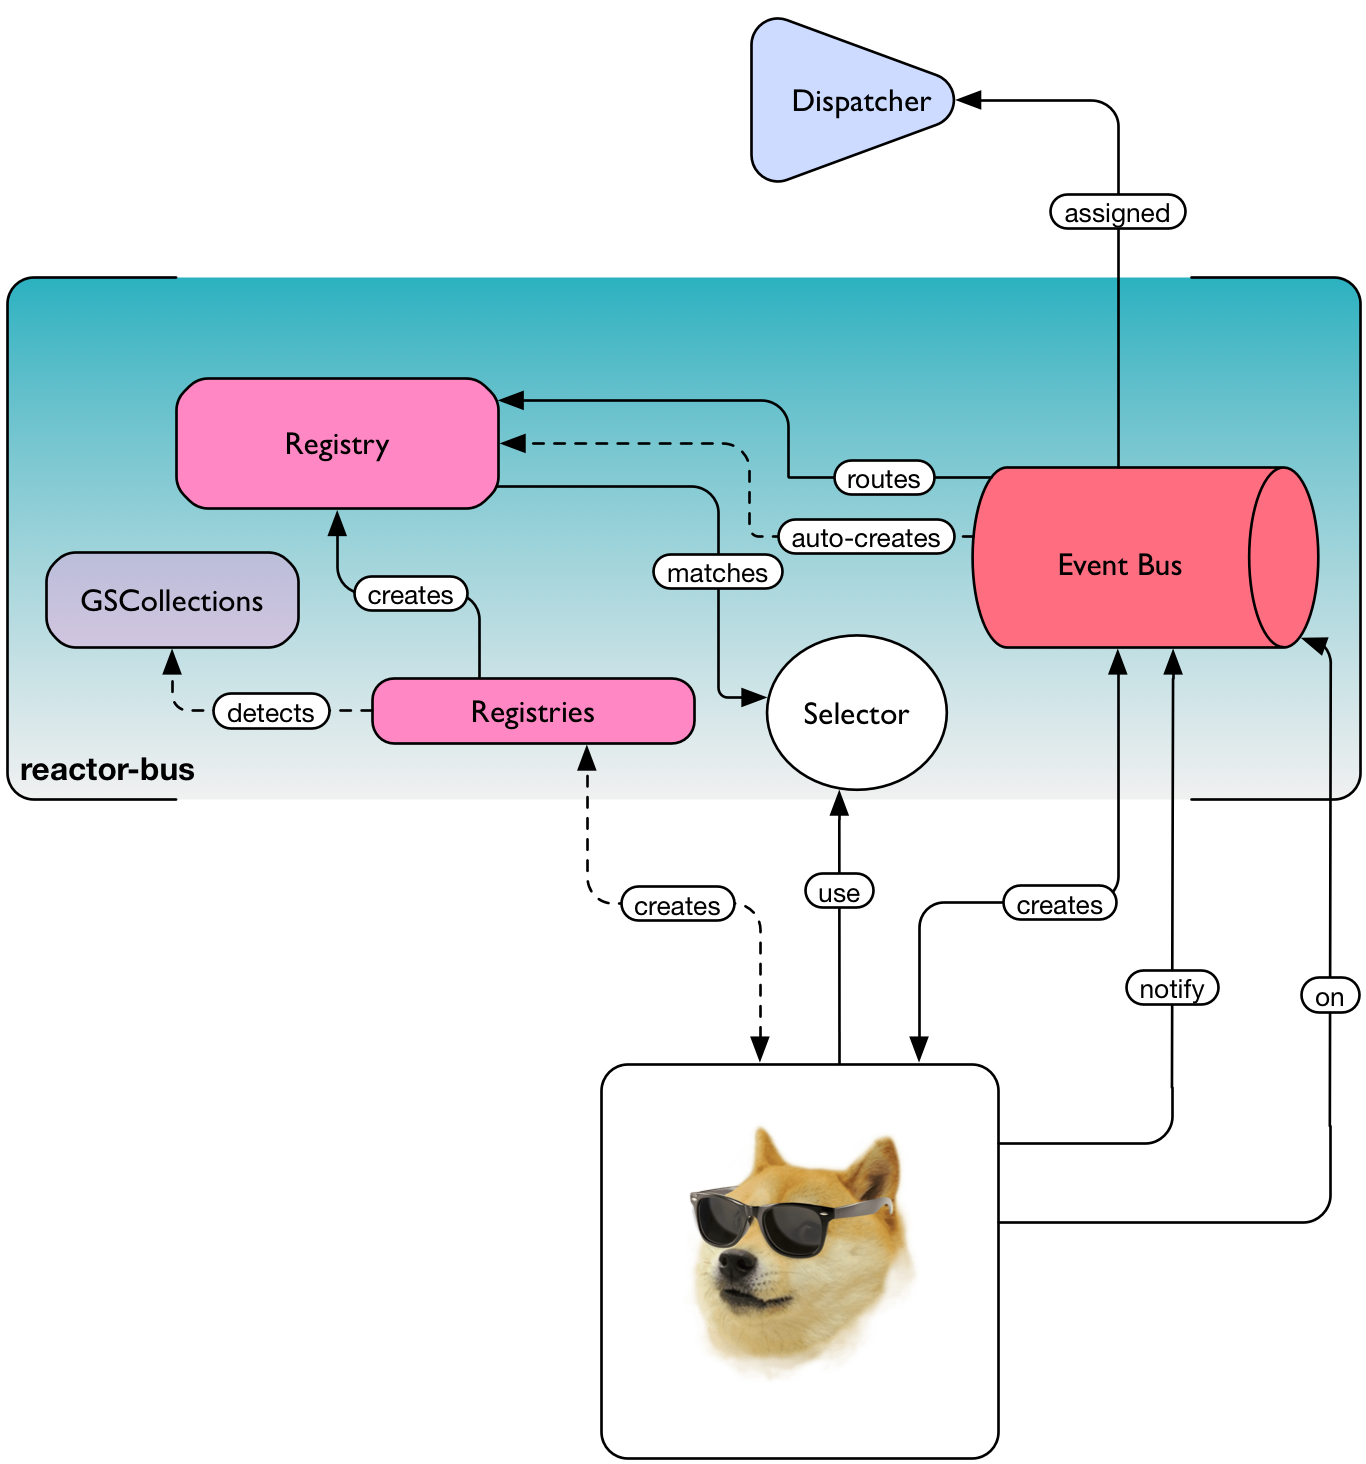 Dispatcher
assigned
Registry
routes
auto-creates
Event Bus
matches
creates
GSCollections
detects
Registries
Selector
reactor-bus
creates
use
creates
notify
on